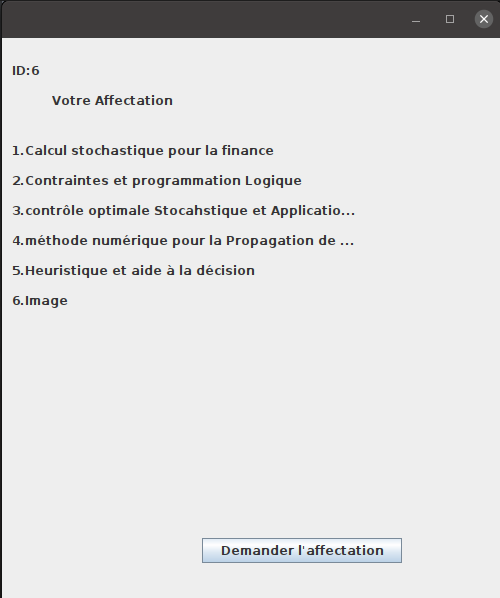 ID:6
Votre Affectation
1.Calcul stochastique pour la finance
2.Contraintes et programmation Logique
3.contrôle optimale Stocahstique et Applicatio...
4.méthode numérique pour la Propagation de ...
5.Heuristique et aide à la décision
6.Image
Demander l'affectation